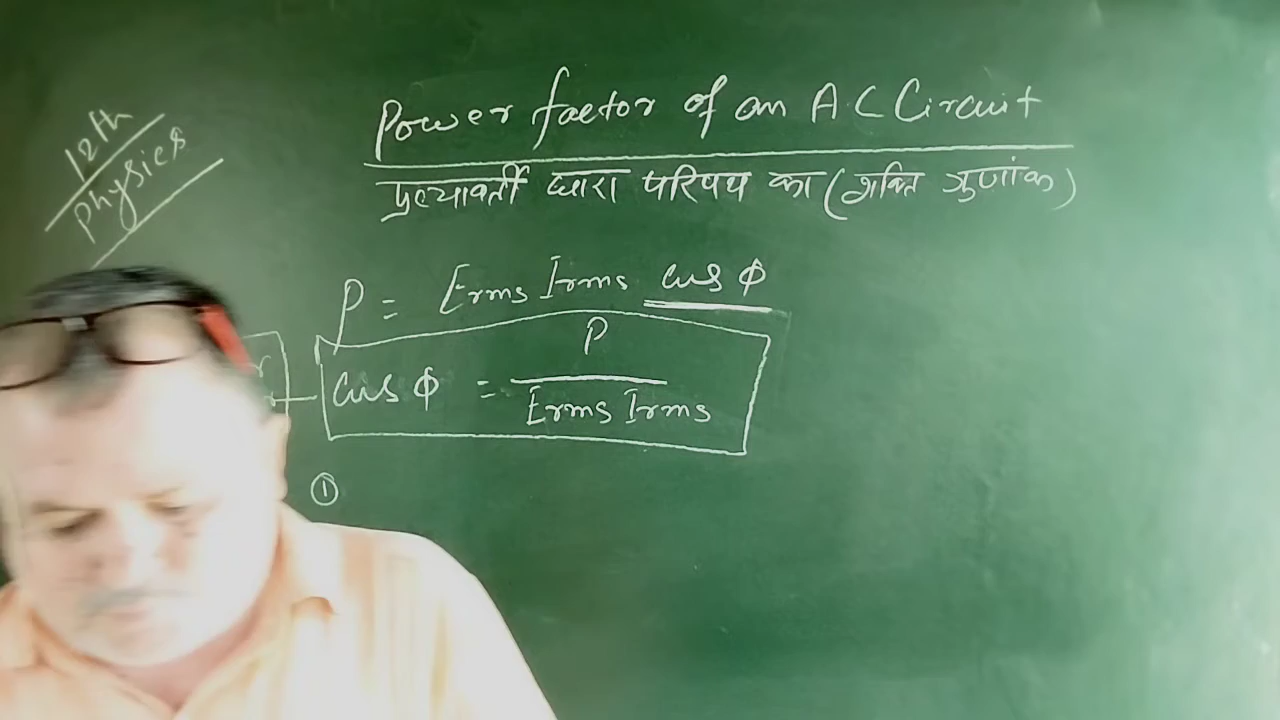 12th
Physics
Power factor of an AC Circuit
प्रत्यावर्ती धारा परिपथ का (शक्ति गुणांक)
P = Erms Irms cos ϕ
cos ϕ = P / Erms Irms
①